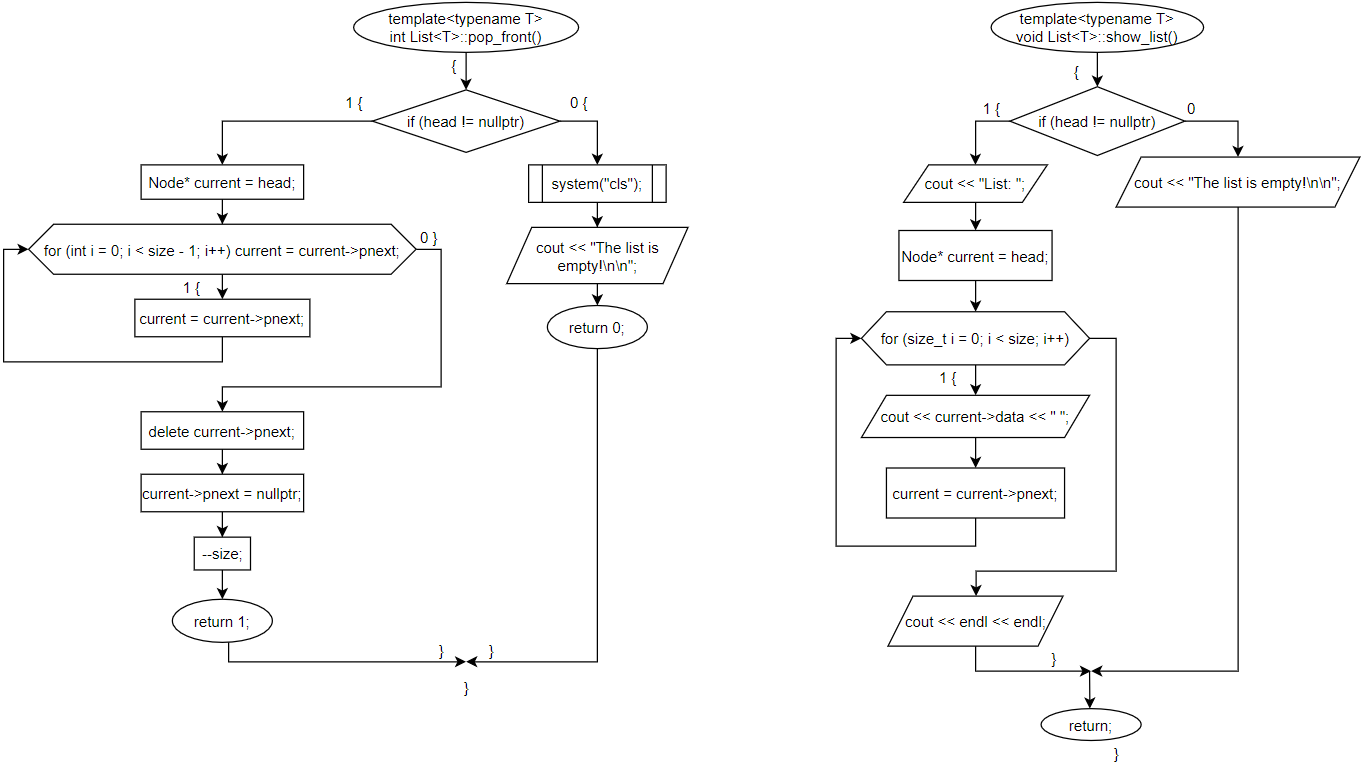 template<typename T>
int List<T>::pop_front()
{
1 {
0 {
if (head != nullptr)
Node* current = head;
system("cls");
for (int i = 0; i < size - 1; i++) current = current->pnext;
0 }
cout << "The list is
empty!\n\n";
1 {
current = current->pnext;
return 0;
delete current->pnext;
current->pnext = nullptr;
--size;
return 1;
}
}
}
template<typename T>
void List<T>::show_list()
{
1 {
0
if (head != nullptr)
cout << "List: ";
cout << "The list is empty!\n\n";
Node* current = head;
for (size_t i = 0; i < size; i++)
1 {
cout << current->data << " ";
current = current->pnext;
cout << endl << endl;
}
return;
}